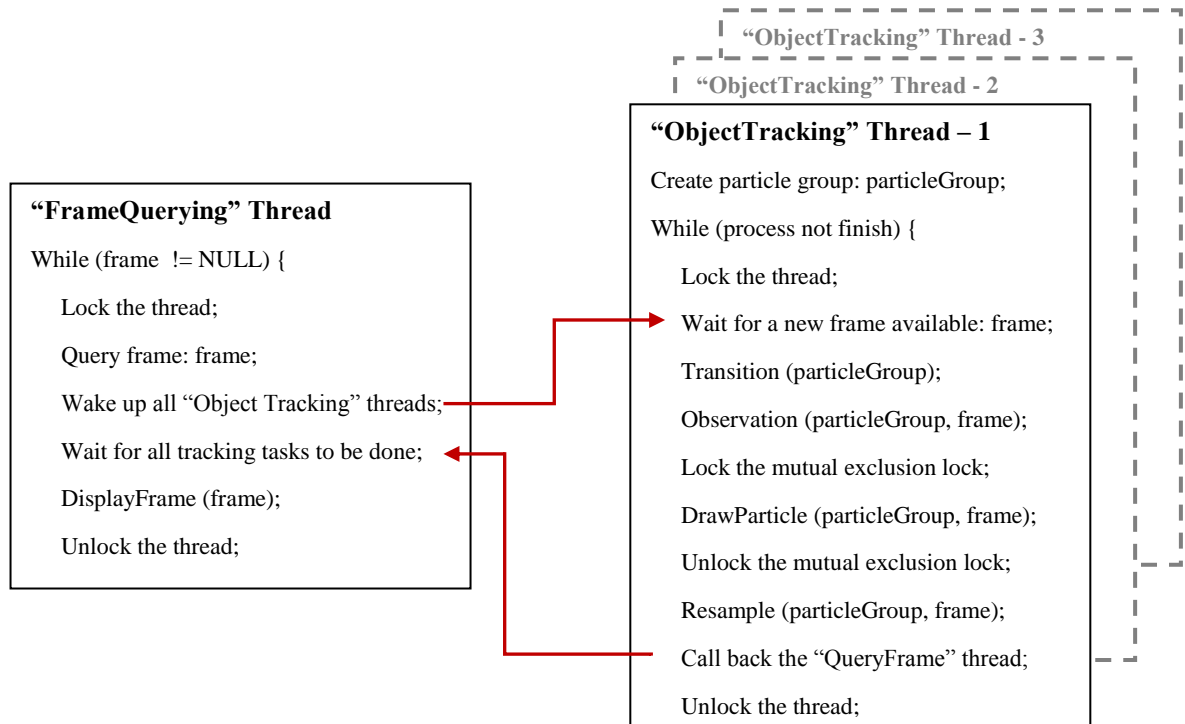 “ObjectTracking” Thread - 3
“ObjectTracking” Thread - 2
“ObjectTracking” Thread – 1
Create particle group: particleGroup;
While (process not finish) {
Lock the thread;
Wait for a new frame available: frame;
Transition (particleGroup);
Observation (particleGroup, frame);
Lock the mutual exclusion lock;
DrawParticle (particleGroup, frame);
Unlock the mutual exclusion lock;
Resample (particleGroup, frame);
Call back the “QueryFrame” thread;
Unlock the thread;
“FrameQuerying” Thread
While (frame != NULL) {
Lock the thread;
Query frame: frame;
Wake up all “Object Tracking” threads;
Wait for all tracking tasks to be done;
DisplayFrame (frame);
Unlock the thread;